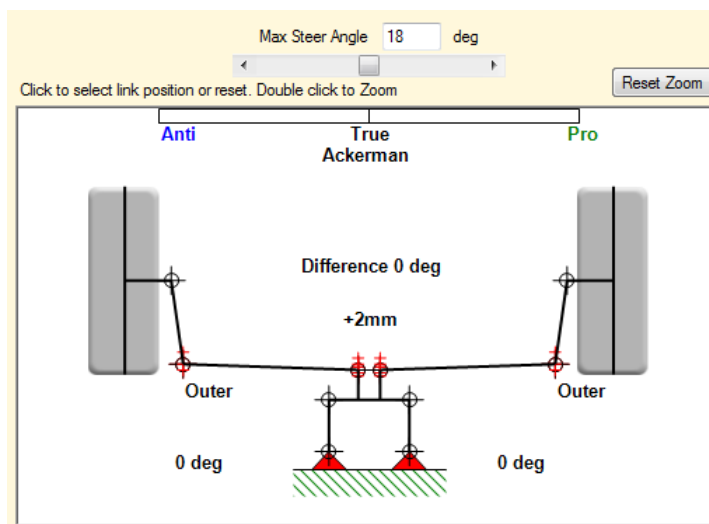 Max Steer Angle 18 deg
Click to select link position or reset. Double click to Zoom
Reset Zoom
Anti True Pro
Ackerman
Difference 0 deg
+2mm
Outer Outer
0 deg 0 deg